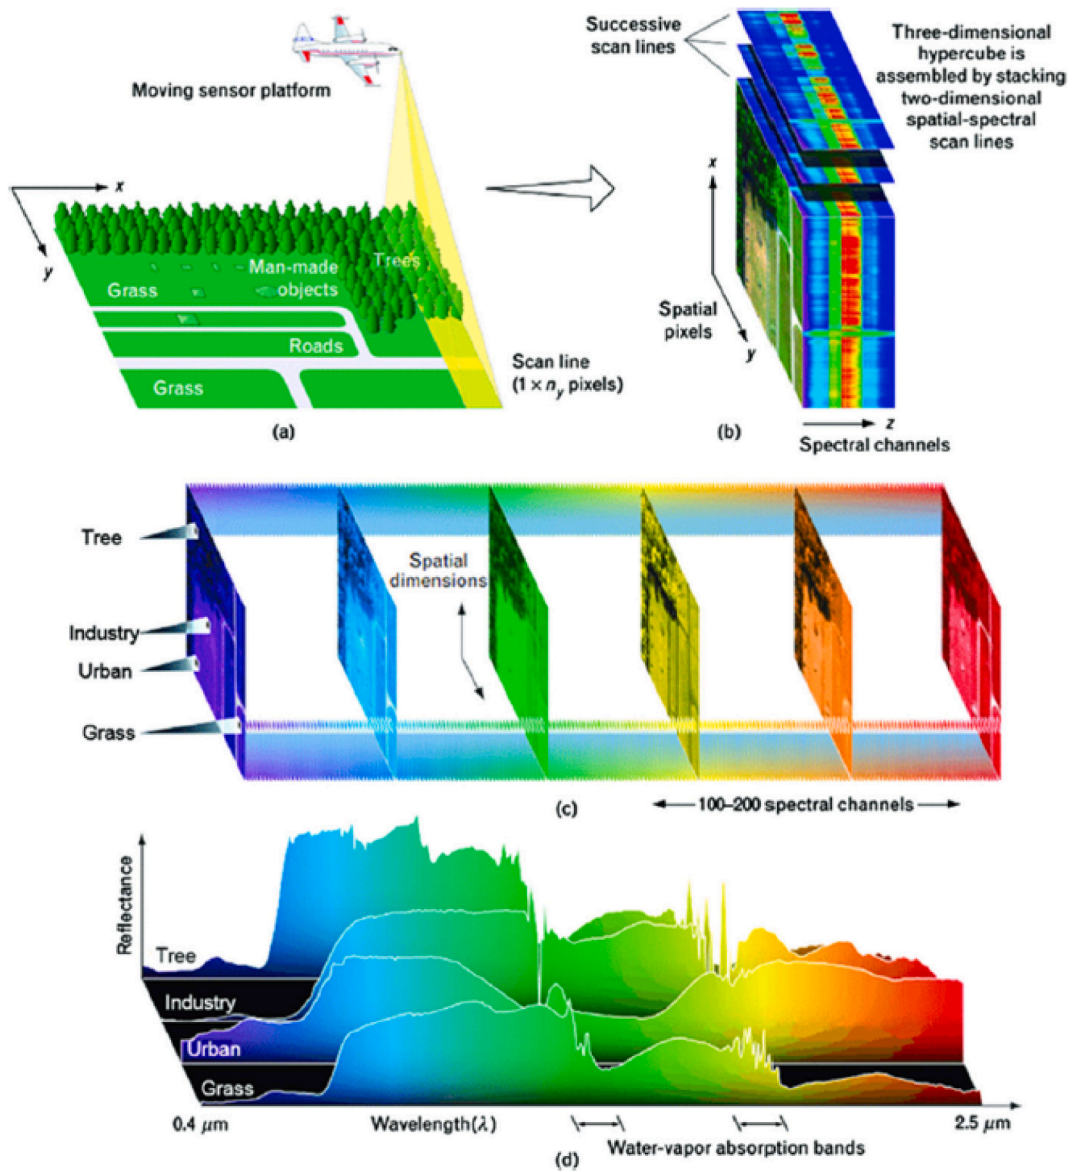 Moving sensor platform
x
y
Trees
Man-made
objects
Grass
Roads
Grass
Scan line
(1 × n_y pixels)
(a)
Successive
scan lines
Three-dimensional
hypercube is
assembled by stacking
two-dimensional
spatial-spectral
scan lines
x
Spatial
pixels
y
z
Spectral channels
(b)
Tree
Industry
Urban
Grass
Spatial
dimensions
100–200 spectral channels
(c)
Reflectance
Tree
Industry
Urban
Grass
0.4 μm
Wavelength(λ)
2.5 μm
Water-vapor absorption bands
(d)